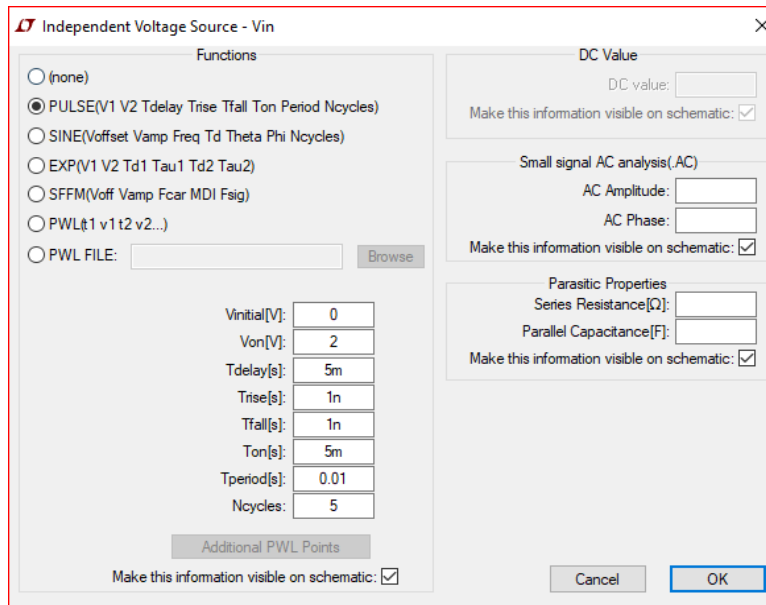 Independent Voltage Source - Vin
Functions
(none)
PULSE(V1 V2 Tdelay Trise Tfall Ton Period Ncycles)
SINE(Voffset Vamp Freq Td Theta Phi Ncycles)
EXP(V1 V2 Td1 Tau1 Td2 Tau2)
SFFM(Voff Vamp Fcar MDI Fsig)
PWL(t1 v1 t2 v2...)
PWL FILE: Browse
Vinitial[V]: 0
Von[V]: 2
Tdelay[s]: 5m
Trise[s]: 1n
Tfall[s]: 1n
Ton[s]: 5m
Tperiod[s]: 0.01
Ncycles: 5
Additional PWL Points
Make this information visible on schematic:
DC Value
DC value:
Make this information visible on schematic:
Small signal AC analysis(.AC)
AC Amplitude:
AC Phase:
Make this information visible on schematic:
Parasitic Properties
Series Resistance[Ω]:
Parallel Capacitance[F]:
Make this information visible on schematic:
Cancel OK